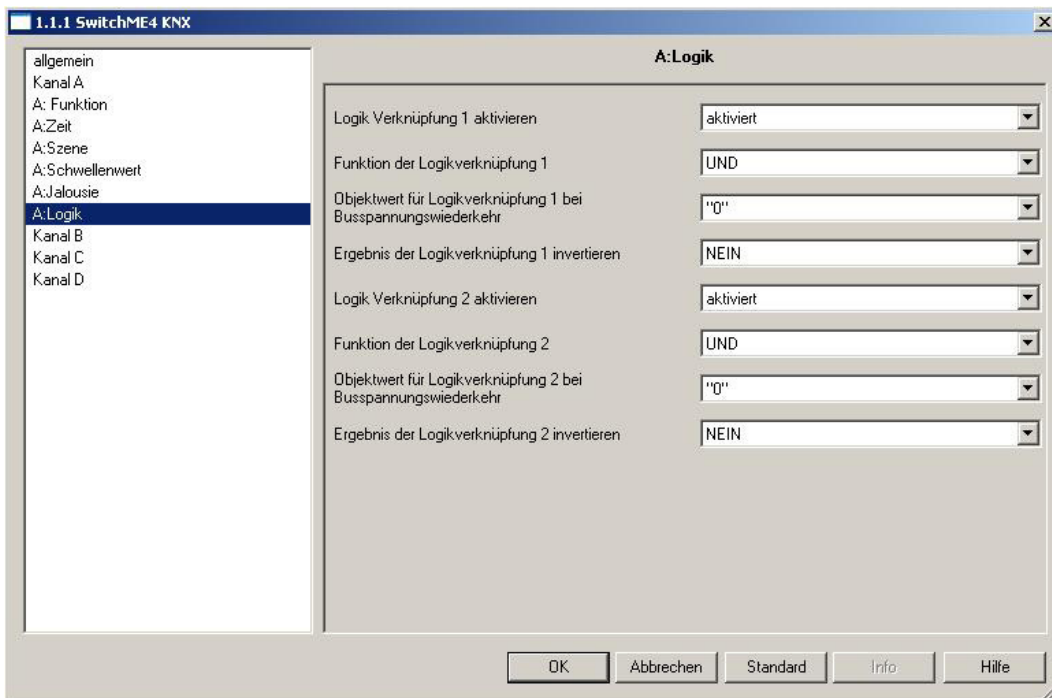 1.1.1 SwitchME4 KNX
allgemein
Kanal A
A: Funktion
A:Zeit
A:Szene
A:Schwellenwert
A:Jalousie
A:Logik
Kanal B
Kanal C
Kanal D
A:Logik
Logik Verknüpfung 1 aktivieren
aktiviert
Funktion der Logikverknüpfung 1
UND
Objektwert für Logikverknüpfung 1 bei
Busspannungswiederkehr
"0"
Ergebnis der Logikverknüpfung 1 invertieren
NEIN
Logik Verknüpfung 2 aktivieren
aktiviert
Funktion der Logikverknüpfung 2
UND
Objektwert für Logikverknüpfung 2 bei
Busspannungswiederkehr
"0"
Ergebnis der Logikverknüpfung 2 invertieren
NEIN
OK
Abbrechen
Standard
Info
Hilfe